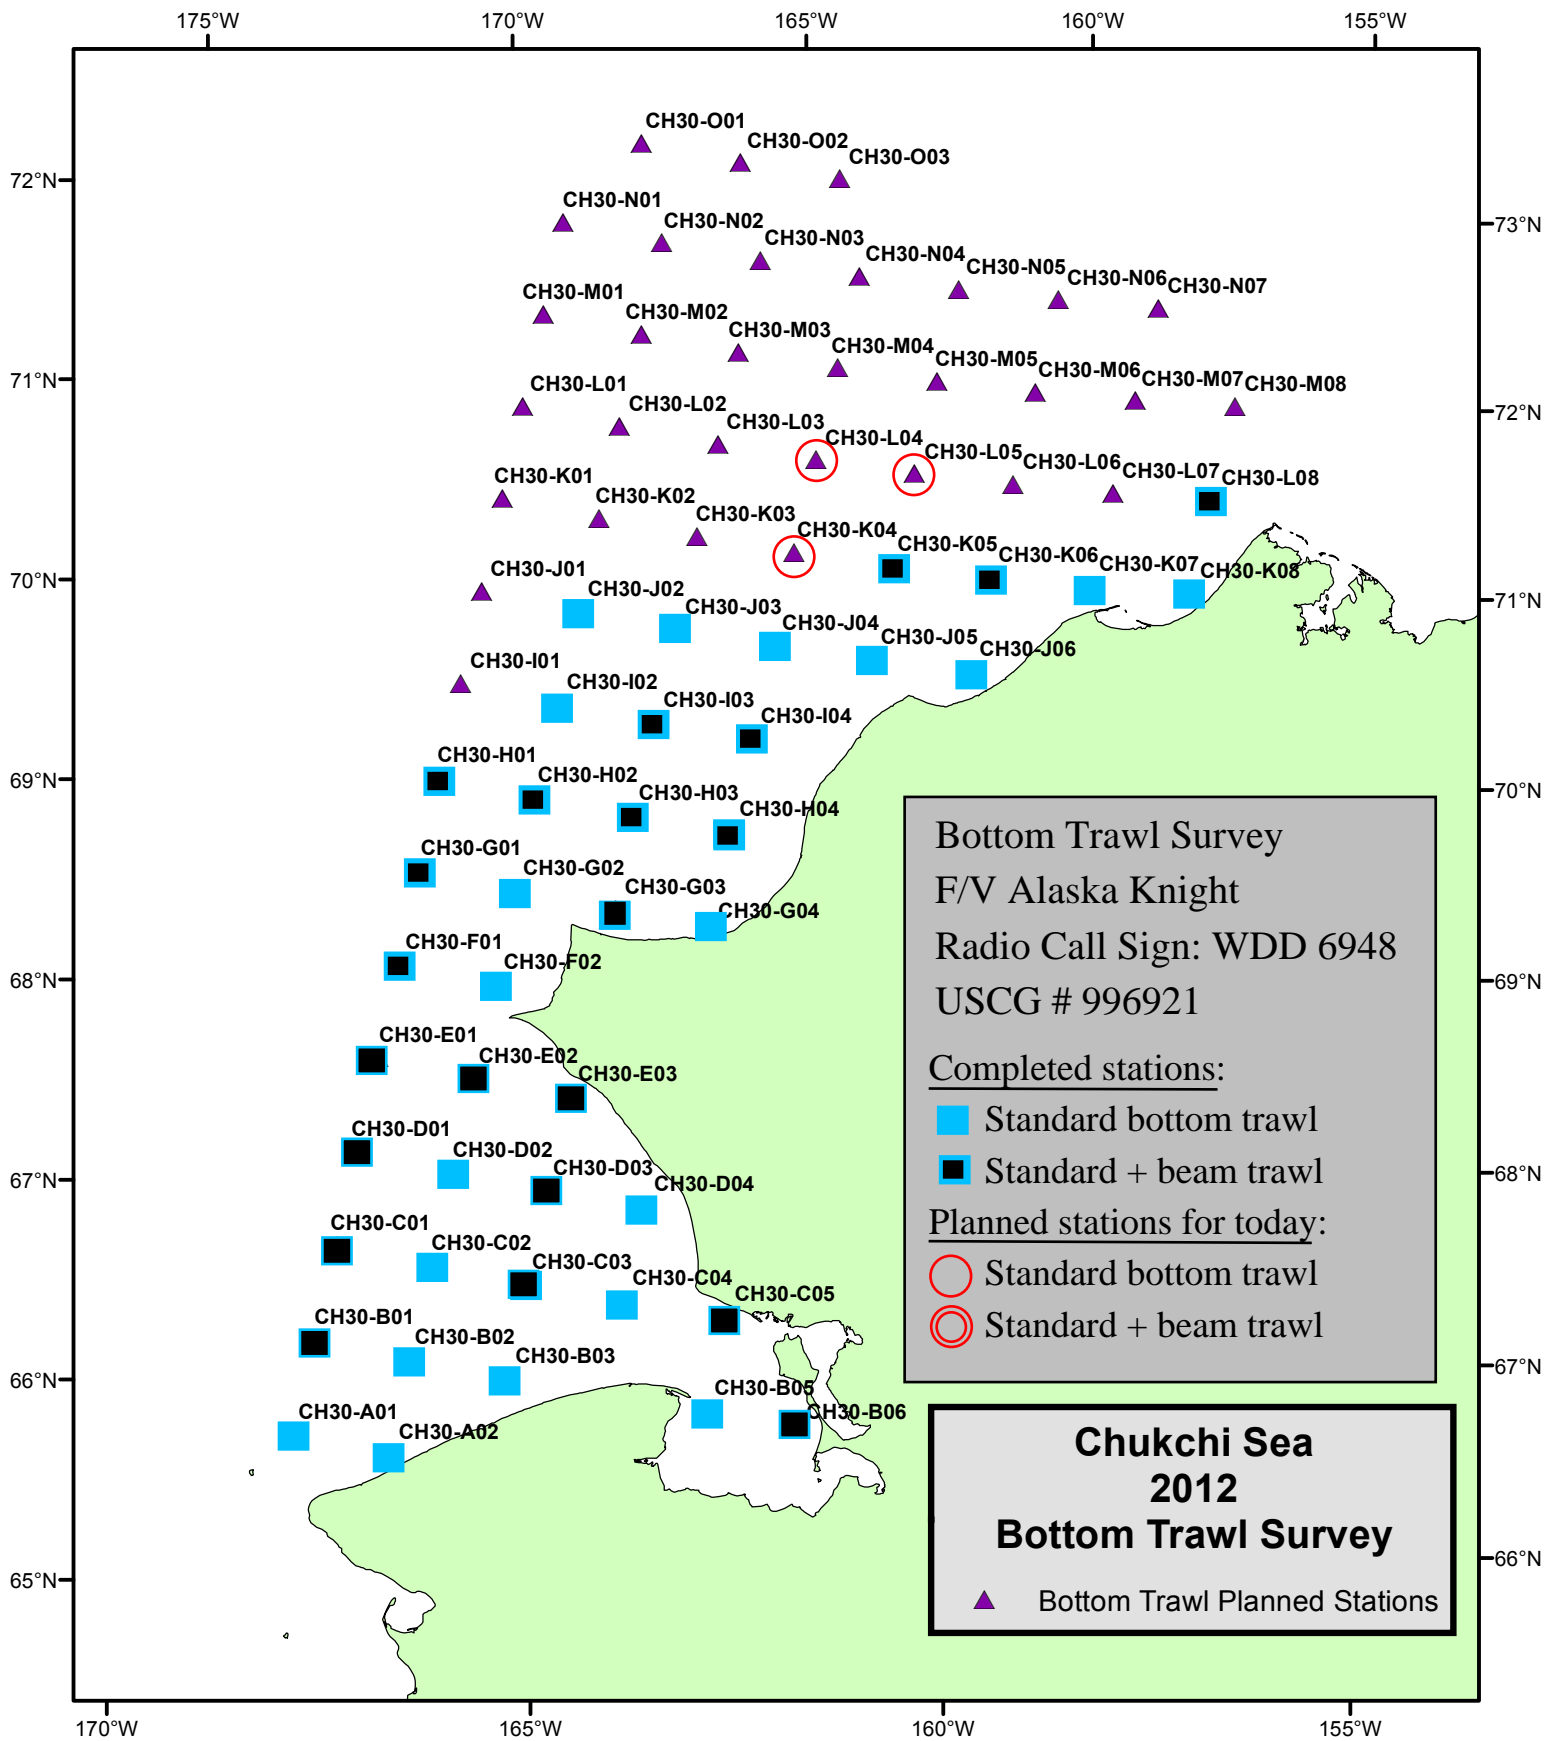 175°W 170°W 165°W 160°W 155°W
CH30-O01
CH30-O02
CH30-O03
72°N
CH30-N01
CH30-N02
CH30-N03
CH30-N04
CH30-N05
CH30-N06
CH30-N07
73°N
CH30-M01
CH30-M02
CH30-M03
CH30-M04
CH30-M05
CH30-M06
CH30-M07
CH30-M08
71°N
72°N
CH30-L01
CH30-L02
CH30-L03
CH30-L04
CH30-L05
CH30-L06
CH30-L07
CH30-L08
CH30-K01
CH30-K02
CH30-K03
CH30-K04
CH30-K05
CH30-K06
CH30-K07
CH30-K08
70°N
71°N
CH30-J01
CH30-J02
CH30-J03
CH30-J04
CH30-J05
CH30-J06
CH30-I01
CH30-I02
CH30-I03
CH30-I04
69°N
70°N
CH30-H01
CH30-H02
CH30-H03
CH30-H04
CH30-G01
CH30-G02
CH30-G03
CH30-G04
CH30-F01
CH30-F02
68°N
69°N
CH30-E01
CH30-E02
CH30-E03
CH30-D01
CH30-D02
CH30-D03
CH30-D04
67°N
68°N
CH30-C01
CH30-C02
CH30-C03
CH30-C04
CH30-C05
CH30-B01
CH30-B02
CH30-B03
CH30-B05
CH30-B06
66°N
67°N
CH30-A01
CH30-A02
65°N
66°N
Bottom Trawl Survey
F/V Alaska Knight
Radio Call Sign: WDD 6948
USCG # 996921
Completed stations:
Standard bottom trawl
Standard + beam trawl
Planned stations for today:
Standard bottom trawl
Standard + beam trawl
Chukchi Sea
2012
Bottom Trawl Survey
Bottom Trawl Planned Stations
170°W 165°W 160°W 155°W